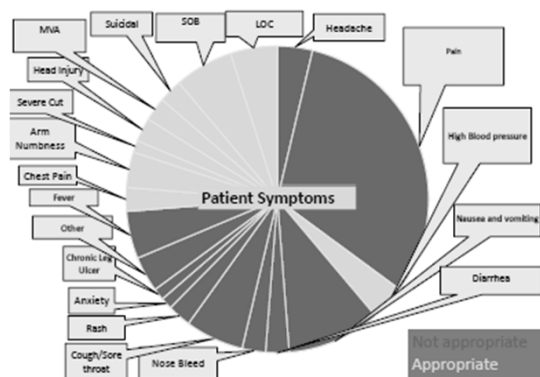 MVA
Suicidal
SOB
LOC
Headache
Pain
High Blood pressure
Nausea and vomiting
Diarrhea
Head Injury
Severe Cut
Arm
Numbness
Chest Pain
Fever
Other
Chronic Leg
Ulcer
Anxiety
Rash
Cough/Sore
throat
Nose Bleed
Patient Symptoms
Not appropriate
Appropriate